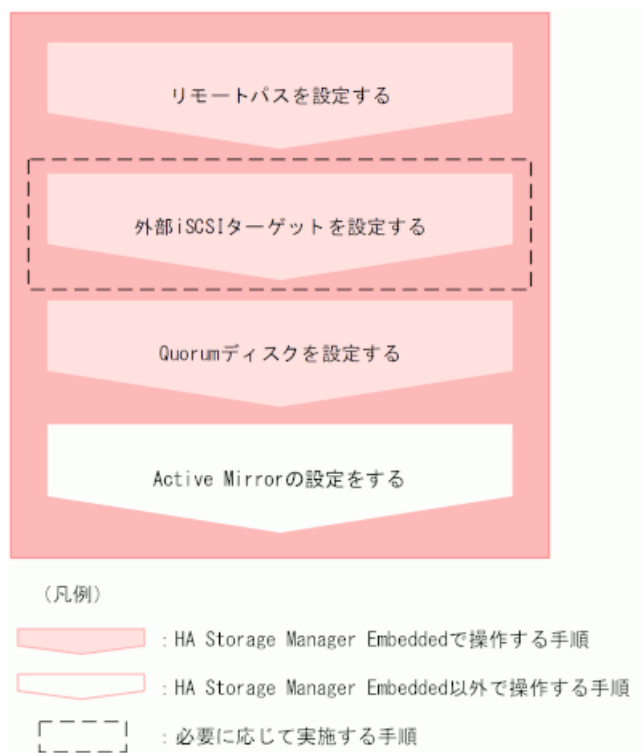 リモートパスを設定する
外部iSCSIターゲットを設定する
Quorumディスクを設定する
Active Mirrorの設定をする
（凡例）
：HA Storage Manager Embeddedで操作する手順
：HA Storage Manager Embedded以外で操作する手順
：必要に応じて実施する手順